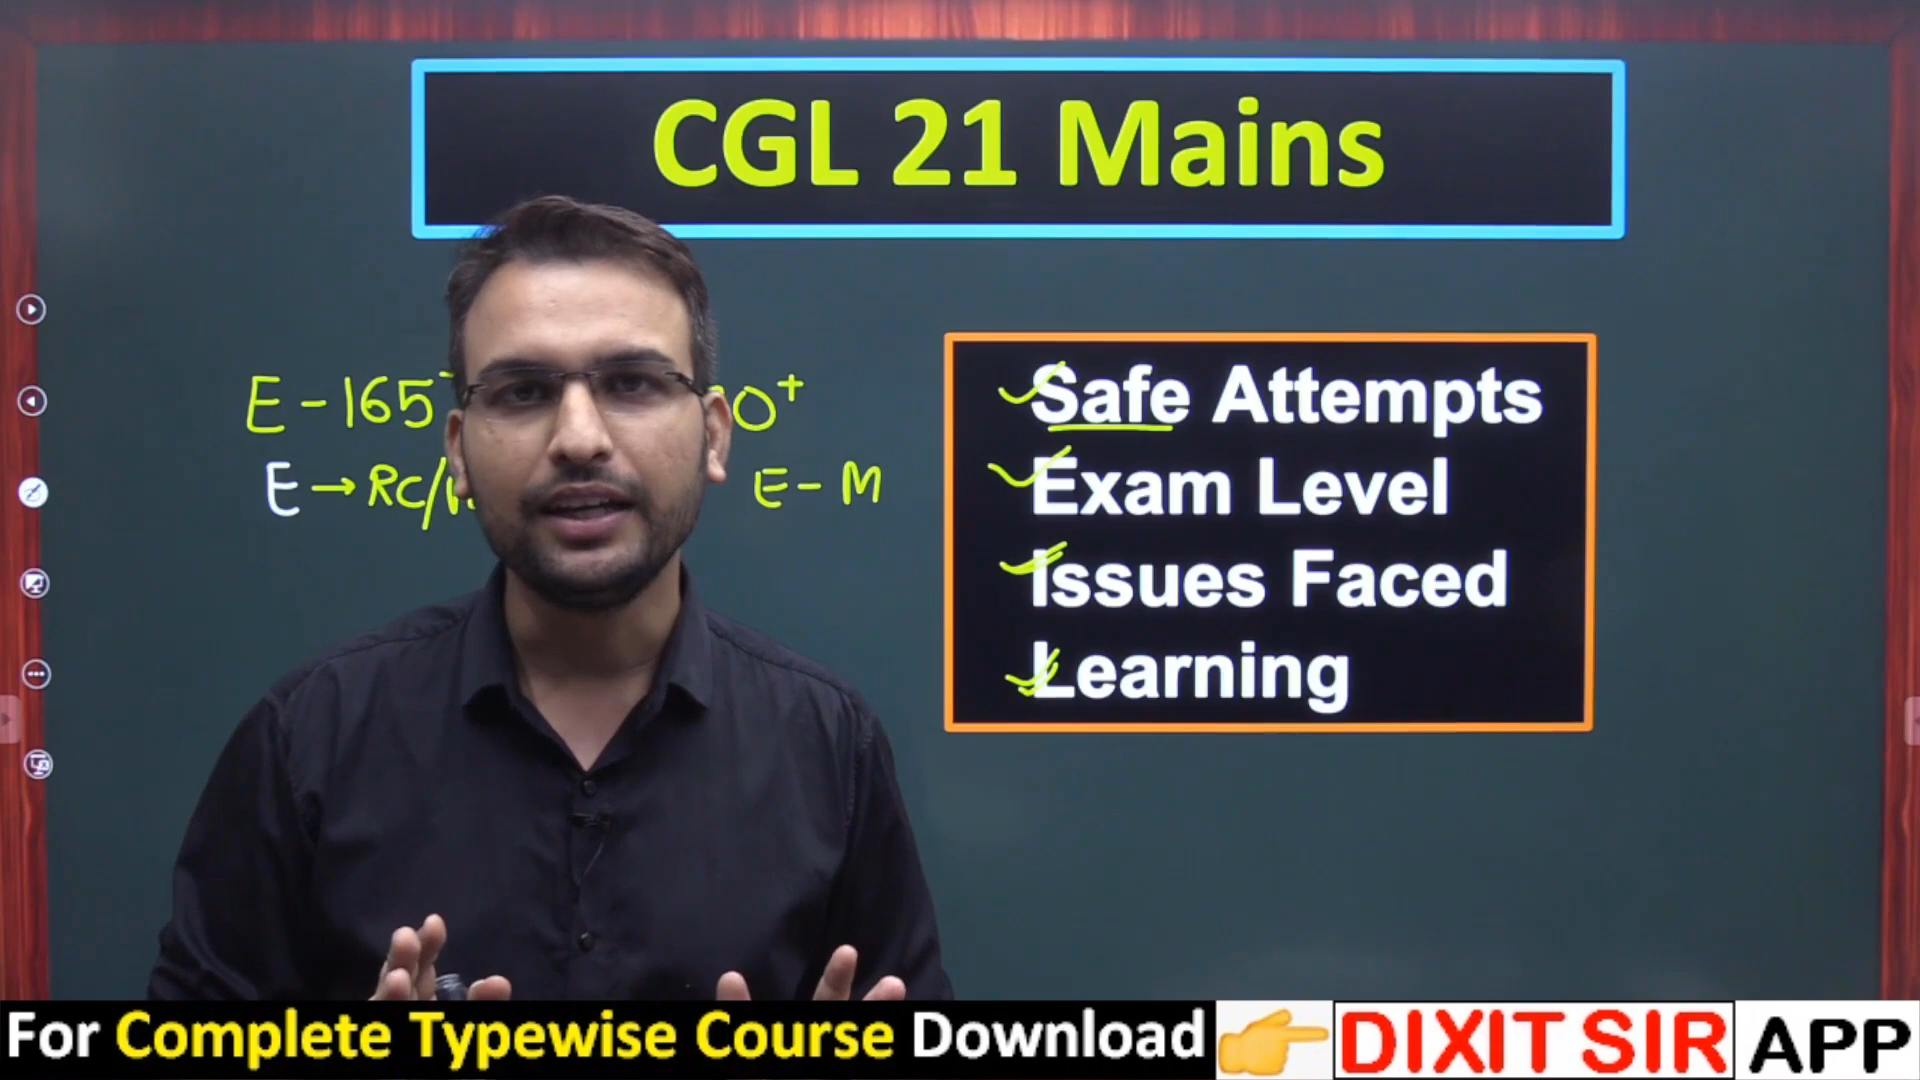 CGL 21 Mains
E - 165
0+
E → RC/
E - M
Safe Attempts
Exam Level
Issues Faced
Learning
For Complete Typewise Course Download 👉 DIXIT SIR APP